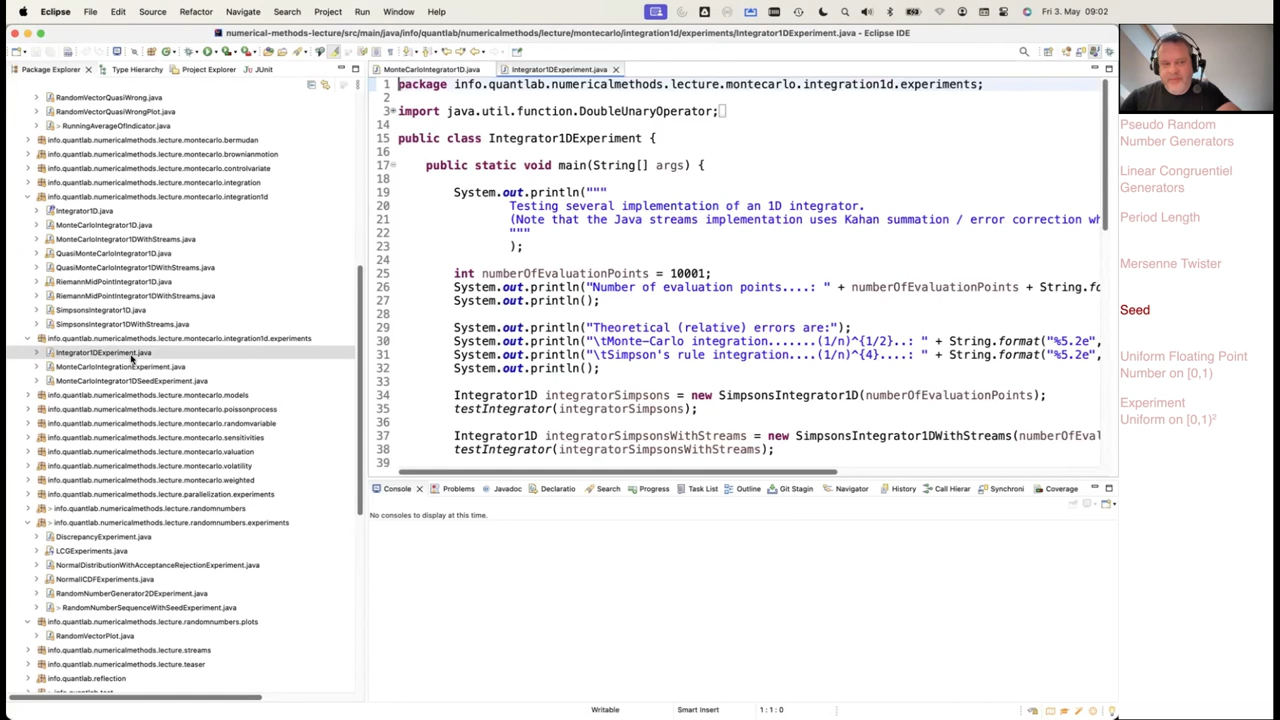 Eclipse File Edit Source Refactor Navigate Search Project Run Window Help Fr 3. May 09:02
numerical-methods-lecture/src/main/java/info/quantlab/numericalmethods/lecture/montecarlo/integration1d/experiments/Integrator1DExperiment.java - Eclipse IDE
Package Explorer Type Hierarchy Project Explorer JUnit
RandomVectorQuasiWrong.java
RandomVectorQuasiWrongPlot.java
> RunningAverageOfIndicator.java
info.quantlab.numericalmethods.lecture.montecarlo.bermudan
info.quantlab.numericalmethods.lecture.montecarlo.brownianmotion
info.quantlab.numericalmethods.lecture.montecarlo.controlvariate
info.quantlab.numericalmethods.lecture.montecarlo.integration
info.quantlab.numericalmethods.lecture.montecarlo.integration1d
Integrator1D.java
MonteCarloIntegrator1D.java
MonteCarloIntegrator1DWithStreams.java
QuasiMonteCarloIntegrator1D.java
QuasiMonteCarloIntegrator1DWithStreams.java
RiemannMidPointIntegrator1D.java
RiemannMidPointIntegrator1DWithStreams.java
SimpsonsIntegrator1D.java
SimpsonsIntegrator1DWithStreams.java
info.quantlab.numericalmethods.lecture.montecarlo.integration1d.experiments
Integrator1DExperiment.java
MonteCarloIntegrationExperiment.java
MonteCarloIntegrator1DSeedExperiment.java
info.quantlab.numericalmethods.lecture.montecarlo.models
info.quantlab.numericalmethods.lecture.montecarlo.poissonprocess
info.quantlab.numericalmethods.lecture.montecarlo.randomvariable
info.quantlab.numericalmethods.lecture.montecarlo.sensitivities
info.quantlab.numericalmethods.lecture.montecarlo.valuation
info.quantlab.numericalmethods.lecture.montecarlo.volatility
info.quantlab.numericalmethods.lecture.montecarlo.weighted
info.quantlab.numericalmethods.lecture.parallelization.experiments
> info.quantlab.numericalmethods.lecture.randomnumbers
> info.quantlab.numericalmethods.lecture.randomnumbers.experiments
DiscrepancyExperiment.java
LCGExperiments.java
NormalDistributionWithAcceptanceRejectionExperiment.java
NormalICDFExperiments.java
RandomNumberGenerator2DExperiment.java
> RandomNumberSequenceWithSeedExperiment.java
info.quantlab.numericalmethods.lecture.randomnumbers.plots
RandomVectorPlot.java
info.quantlab.numericalmethods.lecture.streams
info.quantlab.numericalmethods.lecture.teaser
info.quantlab.reflection
MonteCarloIntegrator1D.java Integrator1DExperiment.java
1 package info.quantlab.numericalmethods.lecture.montecarlo.integration1d.experiments;
2
3 import java.util.function.DoubleUnaryOperator;
14
15 public class Integrator1DExperiment {
16
17 public static void main(String[] args) {
18
19 System.out.println("""
20 Testing several implementation of an 1D integrator.
21 (Note that the Java streams implementation uses Kahan summation / error correction wh
22 """
23 );
24
25 int numberOfEvaluationPoints = 10001;
26 System.out.println("Number of evaluation points....: " + numberOfEvaluationPoints + String.fo
27 System.out.println();
28
29 System.out.println("Theoretical (relative) errors are:");
30 System.out.println("\tMonte-Carlo integration.......(1/n)^{1/2}..: " + String.format("%5.2e",
31 System.out.println("\tSimpson's rule integration....(1/n)^{4}....: " + String.format("%5.2e",
32 System.out.println();
33
34 Integrator1D integratorSimpsons = new SimpsonsIntegrator1D(numberOfEvaluationPoints);
35 testIntegrator(integratorSimpsons);
36
37 Integrator1D integratorSimpsonsWithStreams = new SimpsonsIntegrator1DWithStreams(numberOfEval
38 testIntegrator(integratorSimpsonsWithStreams);
39
Console Problems Javadoc Declaratio Search Progress Task List Outline Git Stagin Navigator History Call Hierar Synchroni Coverage
No consoles to display at this time.
Writable Smart Insert 1 : 1 : 0
Pseudo Random
Number Generators
Linear Congruentiel
Generators
Period Length
Mersenne Twister
Seed
Uniform Floating Point
Number on [0,1)
Experiment
Uniform on [0,1)²